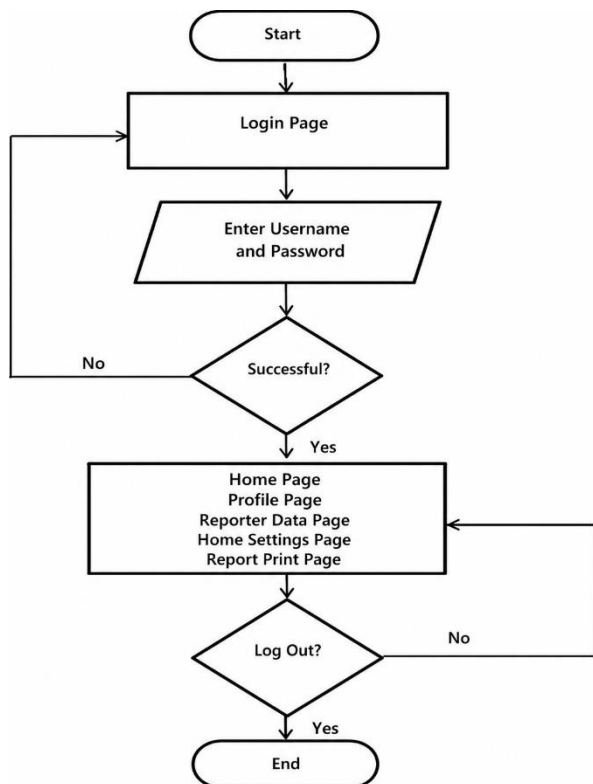 Start
Login Page
Enter Username
and Password
No
Successful?
Yes
Home Page
Profile Page
Reporter Data Page
Home Settings Page
Report Print Page
Log Out?
No
Yes
End